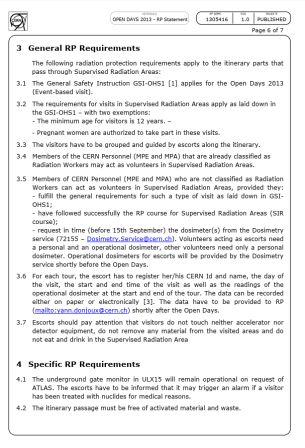 REFERENCE
OPEN DAYS 2013 - RP Statement
EDMS NO.
1305416
REV.
1.0
VALIDITY
PUBLISHED
Page 6 of 7
3 General RP Requirements
The following radiation protection requirements apply to the itinerary parts that
pass through Supervised Radiation Areas:
3.1 The General Safety Instruction GSI-OHS1 [1] applies for the Open Days 2013
(Event-based visit).
3.2 The requirements for visits in Supervised Radiation Areas apply as laid down in
the GSI-OHS1 – with two exemptions:
- The minimum age for visitors is 12 years. –
- Pregnant women are authorized to take part in these visits.
3.3 The visitors have to be grouped and guided by escorts along the itinerary.
3.4 Members of the CERN Personnel (MPE and MPA) that are already classified as
Radiation Workers may act as volunteers in Supervised Radiation Areas.
3.5 Members of CERN Personnel (MPE and MPA) who are not classified as Radiation
Workers can act as volunteers in Supervised Radiation Areas, provided they:
- fulfill the general requirements for such a type of visit as laid down in GSI-
OHS1;
- have followed successfully the RP course for Supervised Radiation Areas (SIR
course);
- request in time (before 15th September) the dosimeter(s) from the Dosimetry
service (72155 – Dosimetry.Service@cern.ch). Volunteers acting as escorts need
a personal and an operational dosimeter, other volunteers need only a personal
dosimeter. Operational dosimeters for escorts will be provided by the Dosimetry
service shortly before the Open Days.
3.6 For each tour, the escort has to register her/his CERN Id and name, the day of
the visit, the start and end time of the visit as well as the readings of the
operational dosimeter at the start and end of the tour. The data can be recorded
either on paper or electronically [3]. The data have to be provided to RP
(mailto:yann.donjoux@cern.ch) shortly after the Open Days.
3.7 Escorts should pay attention that visitors do not touch neither accelerator nor
detector equipment, do not remove any material from the visited areas and do
not eat and drink in the Supervised Radiation Area
4 Specific RP Requirements
4.1 The underground gate monitor in ULX15 will remain operational on request of
ATLAS. The escorts have to be informed that it may trigger an alarm if a visitor
has been treated with nuclides for medical reasons.
4.2 The itinerary passage must be free of activated material and waste.